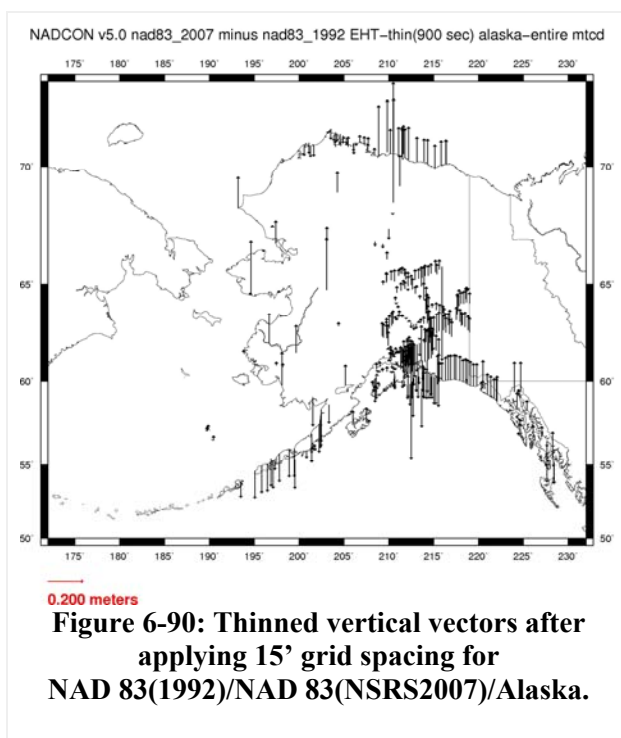 NADCON v5.0 nad83_2007 minus nad83_1992 EHT−thin(900 sec) alaska−entire mtcd
175˚ 180˚ 185˚ 190˚ 195˚ 200˚ 205˚ 210˚ 215˚ 220˚ 225˚ 230˚
70˚ 70˚
65˚ 65˚
60˚ 60˚
55˚ 55˚
50˚ 50˚
175˚ 180˚ 185˚ 190˚ 195˚ 200˚ 205˚ 210˚ 215˚ 220˚ 225˚ 230˚
0.200 meters
Figure 6-90: Thinned vertical vectors after
applying 15’ grid spacing for
NAD 83(1992)/NAD 83(NSRS2007)/Alaska.